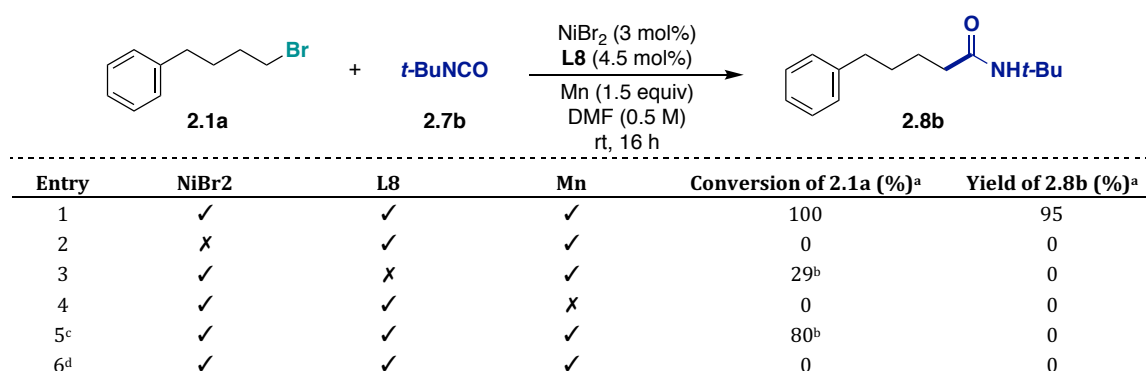 Br
+
t-BuNCO
NiBr2 (3 mol%)
L8 (4.5 mol%)
Mn (1.5 equiv)
DMF (0.5 M)
rt, 16 h
O
NHt-Bu
2.1a
2.7b
2.8b
Entry NiBr2 L8 Mn Conversion of 2.1a (%)ᵃ Yield of 2.8b (%)ᵃ
1 ✓ ✓ ✓ 100 95
2 ✗ ✓ ✓ 0 0
3 ✓ ✗ ✓ 29ᵇ 0
4 ✓ ✓ ✗ 0 0
5ᶜ ✓ ✓ ✓ 80ᵇ 0
6ᵈ ✓ ✓ ✓ 0 0